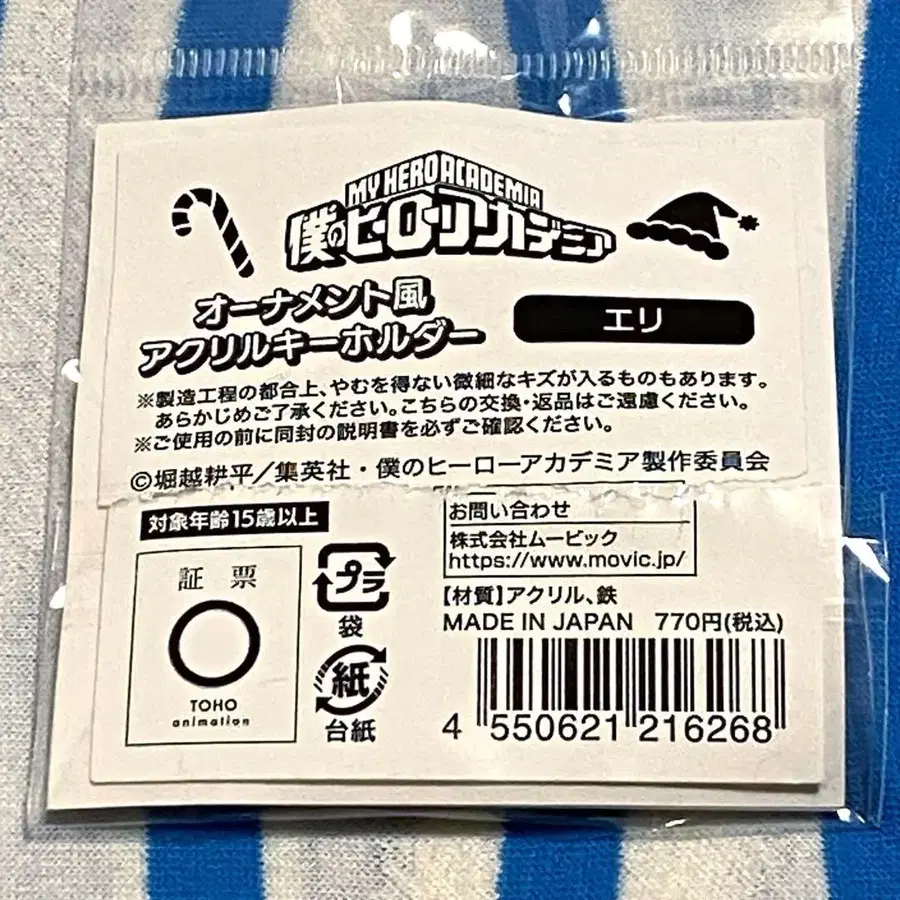 MY HERO ACADEMIA
僕のヒーローアカデミア
オーナメント風
アクリルキーホルダー
エリ
※製造工程の都合上、やむを得ない微細なキズが入るものもあります。
あらかじめご了承ください。こちらの交換・返品はご遠慮ください。
※ご使用の前に同封の説明書を必ずご確認ください。
©堀越耕平/集英社・僕のヒーローアカデミア製作委員会
対象年齢15歳以上
証票
TOHO
animation
プラ
袋
紙
台紙
お問い合わせ
株式会社ムービック
https://www.movic.jp/
【材質】アクリル、鉄
MADE IN JAPAN 770円(税込)
4 550621 216268